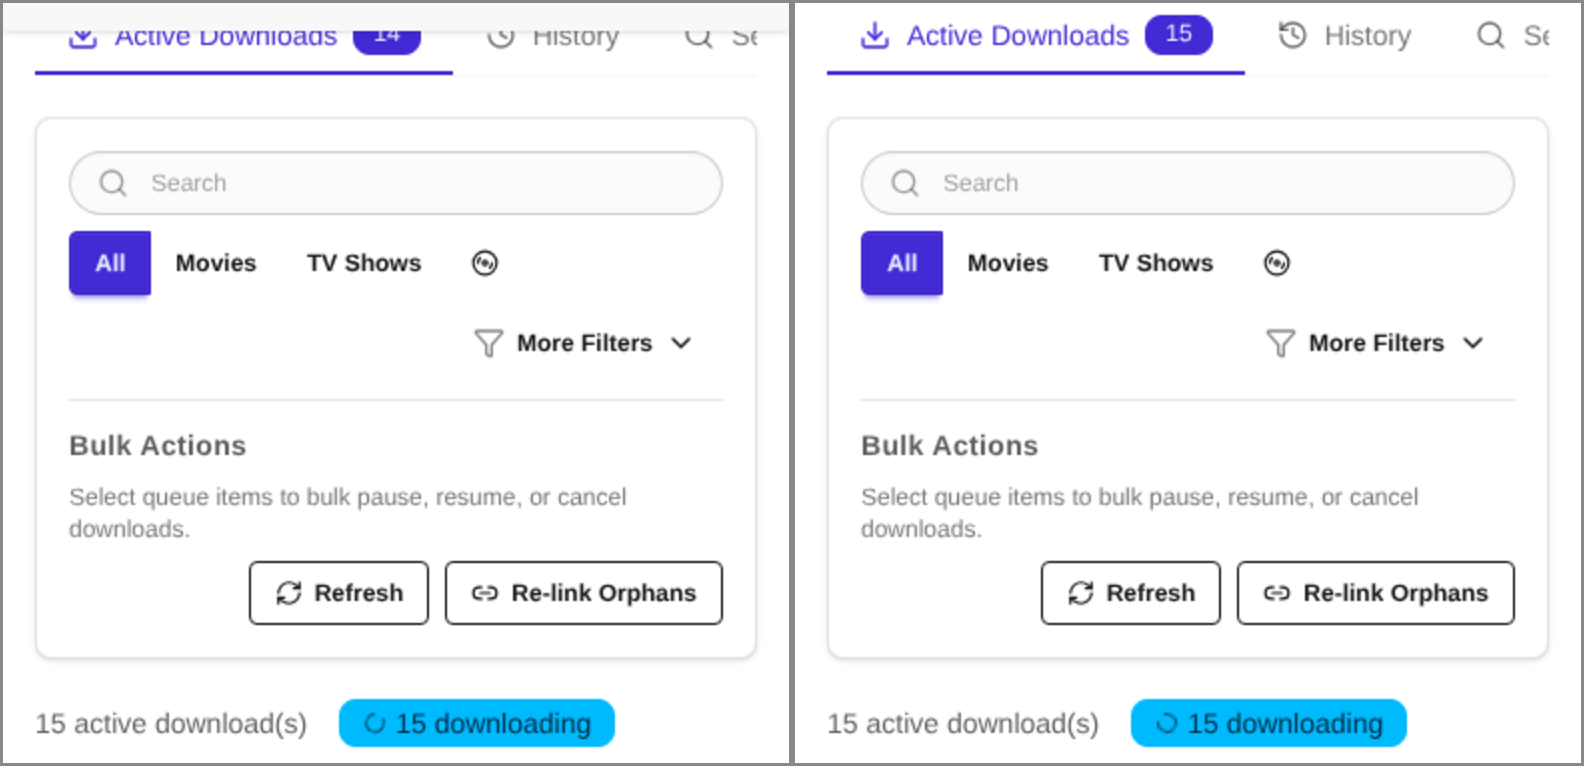 Active Downloads 14 History
Search
All Movies TV Shows
More Filters
Bulk Actions
Select queue items to bulk pause, resume, or cancel
downloads.
Refresh Re-link Orphans
15 active download(s) 15 downloading
Active Downloads 15 History
Search
All Movies TV Shows
More Filters
Bulk Actions
Select queue items to bulk pause, resume, or cancel
downloads.
Refresh Re-link Orphans
15 active download(s) 15 downloading